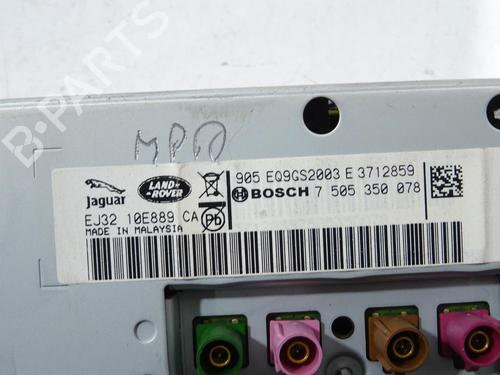 B-PARTS
MPD
Jaguar
LAND ROVER
905 EQ9GS2003 E 3712859
BOSCH 7 505 350 078
EJ32 10E889 CA
Pb
MADE IN MALAYSIA